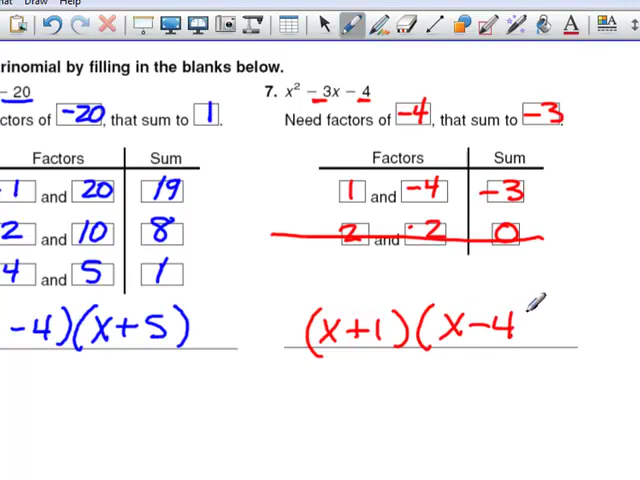 Draw Help
rinomial by filling in the blanks below.
- 20
ctors of -20, that sum to 1.
Factors Sum
1 and 20 19
2 and 10 8
4 and 5 1
-4)(x+5)
7. x² - 3x - 4
Need factors of -4, that sum to -3.
Factors Sum
1 and -4 -3
2 and -2 0
(x+1)(x-4